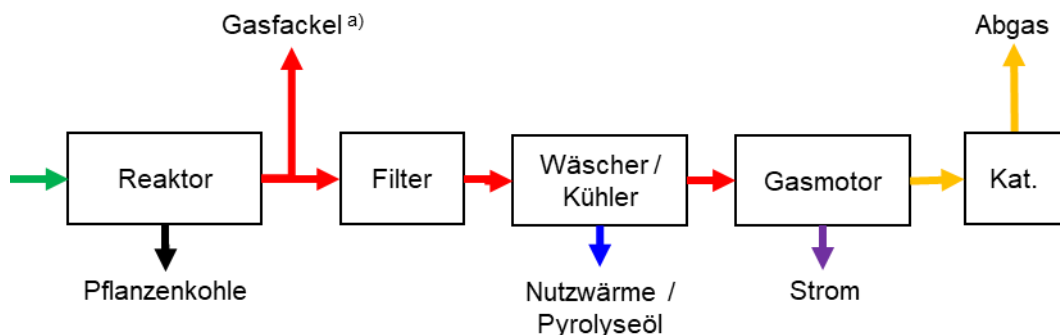 Gasfackel a)
Abgas
Reaktor
Filter
Wäscher /
Kühler
Gasmotor
Kat.
Pflanzenkohle
Nutzwärme /
Pyrolyseöl
Strom